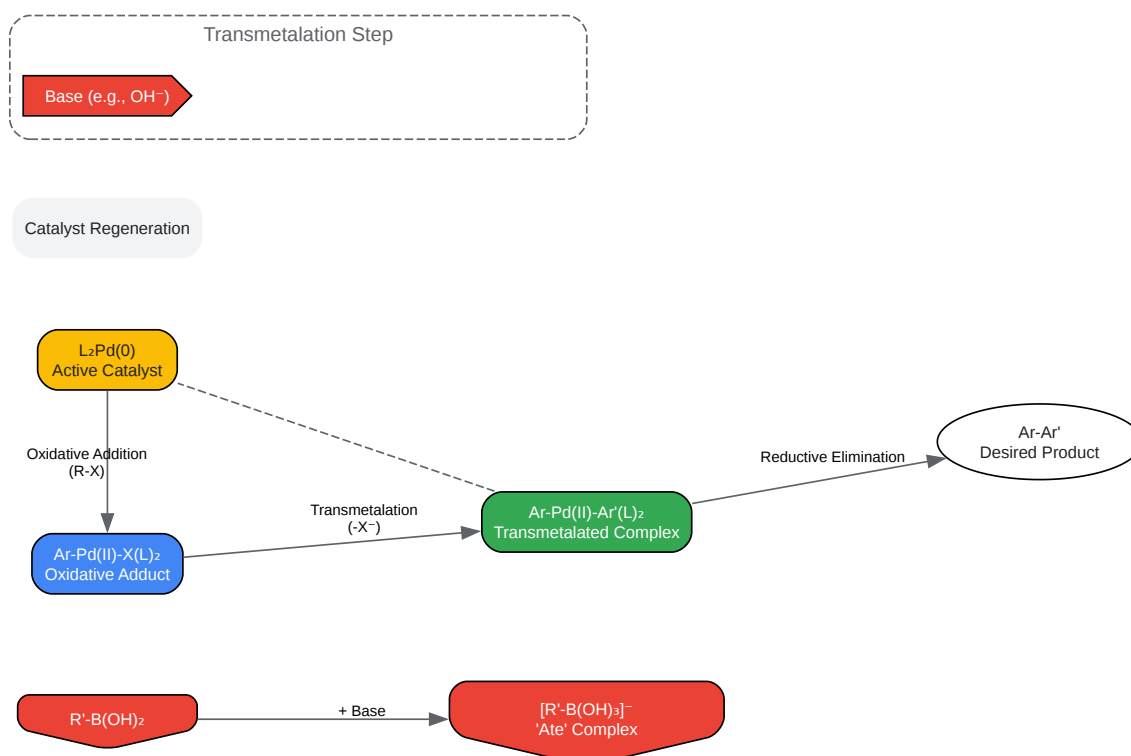 Transmetalation Step
Base (e.g., OH⁻)
Catalyst Regeneration
L₂Pd(0)
Active Catalyst
Oxidative Addition
(R-X)
Ar-Ar'
Desired Product
Reductive Elimination
Transmetalation
(-X⁻)
Ar-Pd(II)-Ar'(L)₂
Transmetalated Complex
Ar-Pd(II)-X(L)₂
Oxidative Adduct
R'-B(OH)₂
+ Base
[R'-B(OH)₃]⁻
'Ate' Complex